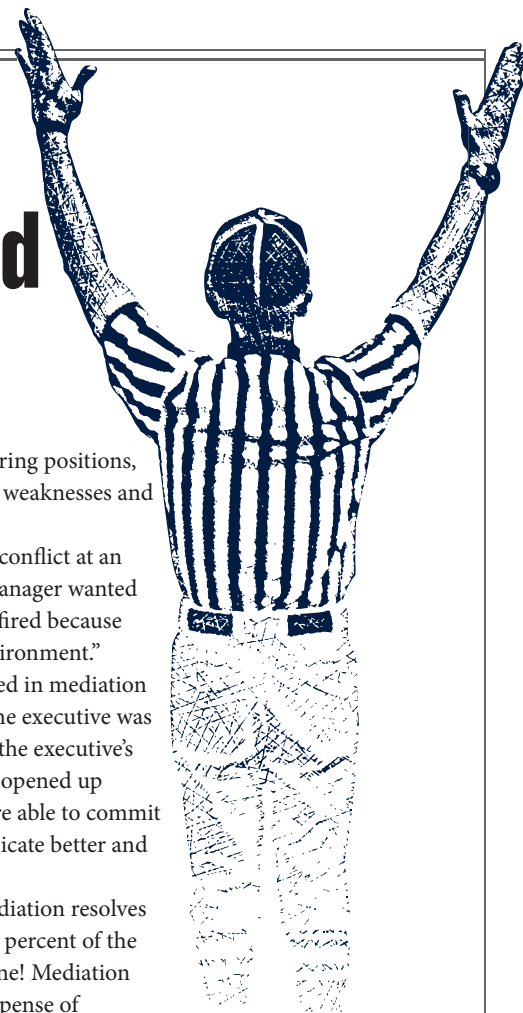 d
ring positions,
weaknesses and
conflict at an
anager wanted
fired because
ironment.”
ed in mediation
ne executive was
the executive’s
opened up
re able to commit
icate better and
diation resolves
percent of the
ne! Mediation
pense of